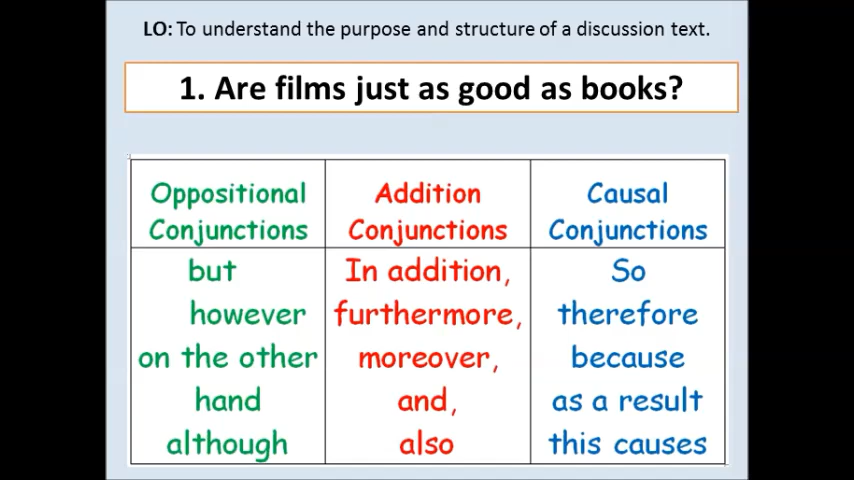 LO: To understand the purpose and structure of a discussion text.
1. Are films just as good as books?
Oppositional
Conjunctions
Addition
Conjunctions
Causal
Conjunctions
but
however
on the other
hand
although
In addition,
furthermore,
moreover,
and,
also
So
therefore
because
as a result
this causes